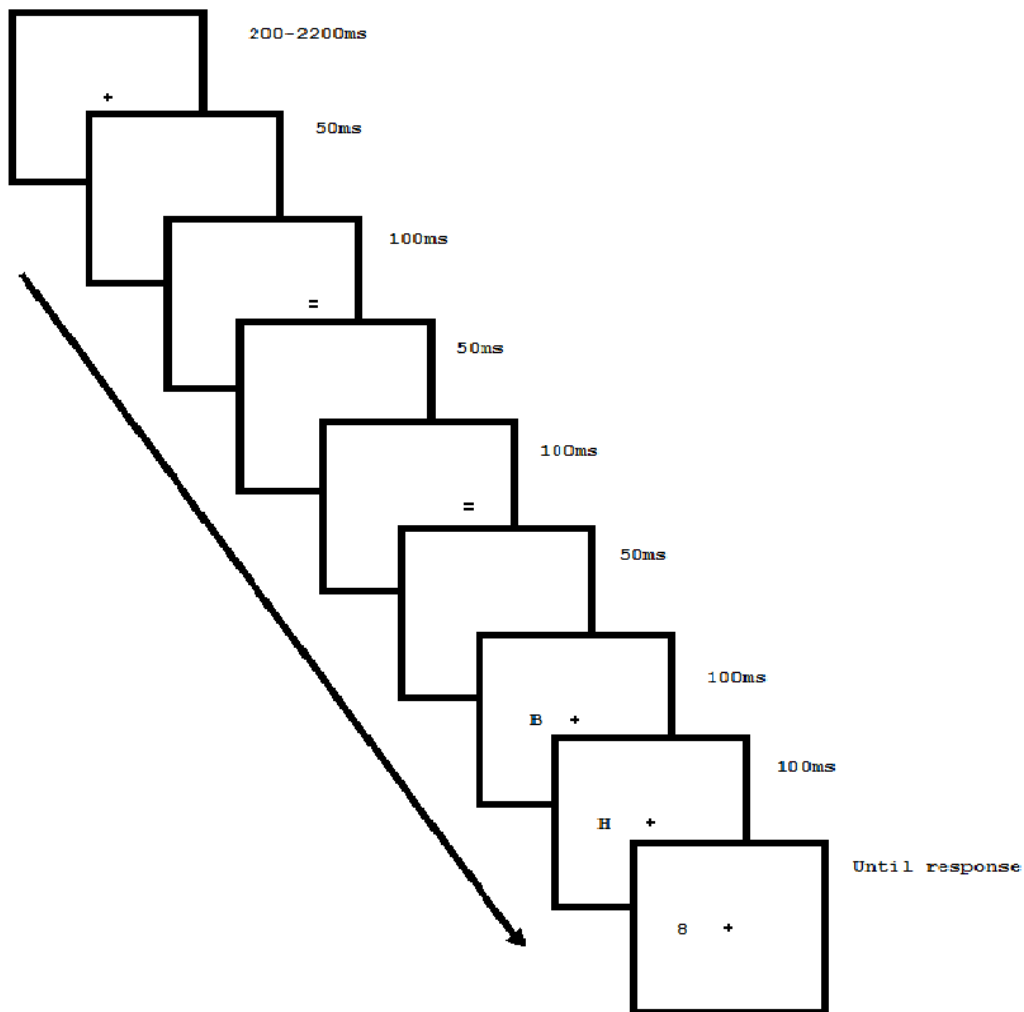 200-2200ms
+
50ms
100ms
=
50ms
100ms
=
50ms
100ms
B +
100ms
H +
Until response
8 +